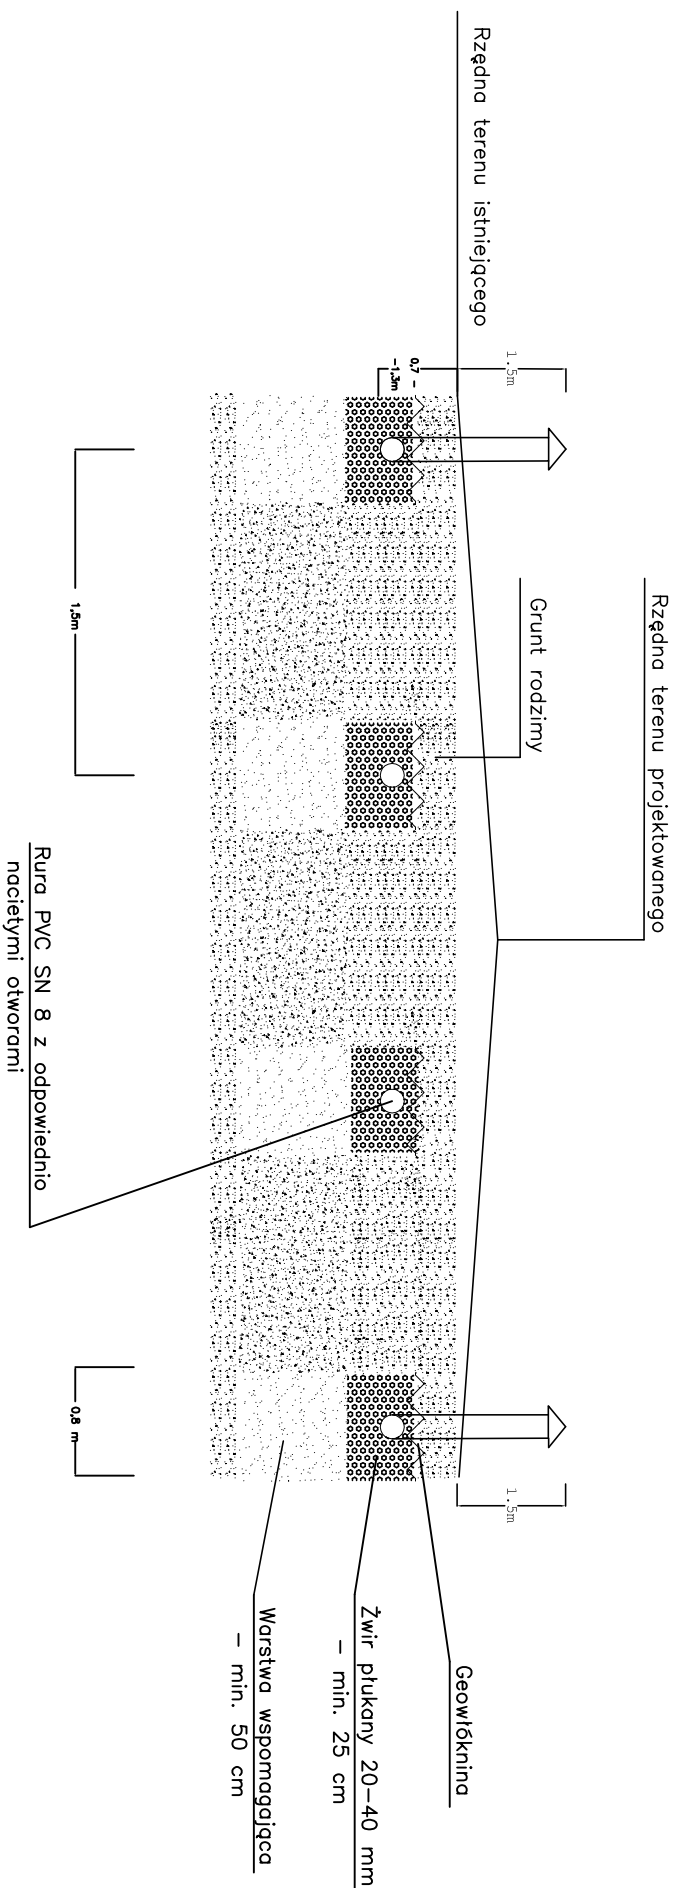 Rzędna terenu istniejącego
1.5m
0,7 -
-1,3m
Rzędna terenu projektowanego
Grunt rodzimy
1,5m
Rura PVC SN 8 z odpowiednio
naciętymi otworami
0,8 m
1.5m
Geowłóknina
Żwir płukany 20-40 mm
- min. 25 cm
Warstwa wspomagająca
- min. 50 cm